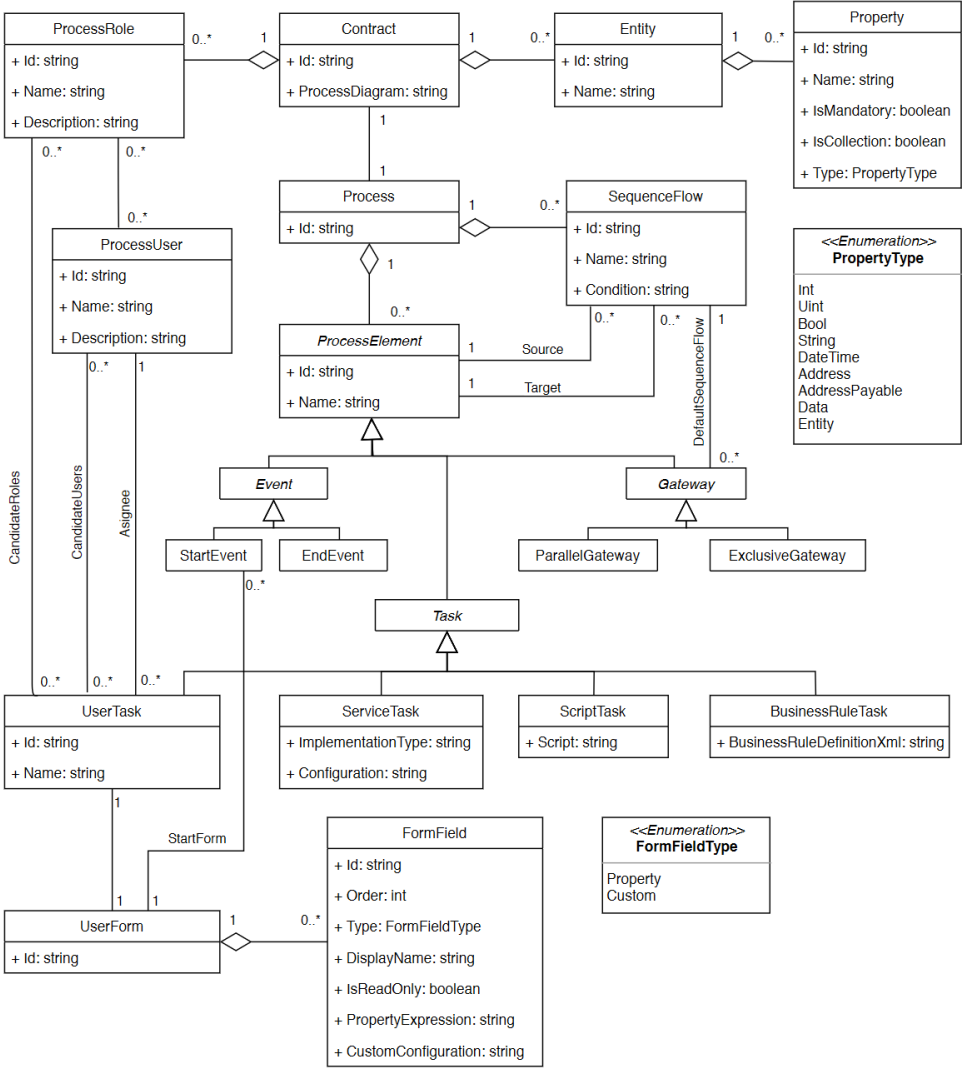 ProcessRole
+ Id: string
+ Name: string
+ Description: string
0..*
1
Contract
+ Id: string
+ ProcessDiagram: string
1
0..*
Entity
+ Id: string
+ Name: string
1
0..*
Property
+ Id: string
+ Name: string
+ IsMandatory: boolean
+ IsCollection: boolean
+ Type: PropertyType
0..*
0..*
1
1
0..*
ProcessUser
+ Id: string
+ Name: string
+ Description: string
Process
+ Id: string
1
0..*
SequenceFlow
+ Id: string
+ Name: string
+ Condition: string
<<Enumeration>>
PropertyType
Int
Uint
Bool
String
DateTime
Address
AddressPayable
Data
Entity
1
0..*
ProcessElement
+ Id: string
+ Name: string
1
Source
0..*
1
Target
0..*
1
DefaultSequenceFlow
0..*
0..*
1
CandidateRoles
CandidateUsers
Asignee
Event
Gateway
StartEvent
EndEvent
ParallelGateway
ExclusiveGateway
0..*
Task
0..*
0..*
0..*
UserTask
+ Id: string
+ Name: string
ServiceTask
+ ImplementationType: string
+ Configuration: string
ScriptTask
+ Script: string
BusinessRuleTask
+ BusinessRuleDefinitionXml: string
1
StartForm
1
1
UserForm
+ Id: string
1
0..*
FormField
+ Id: string
+ Order: int
+ Type: FormFieldType
+ DisplayName: string
+ IsReadOnly: boolean
+ PropertyExpression: string
+ CustomConfiguration: string
<<Enumeration>>
FormFieldType
Property
Custom